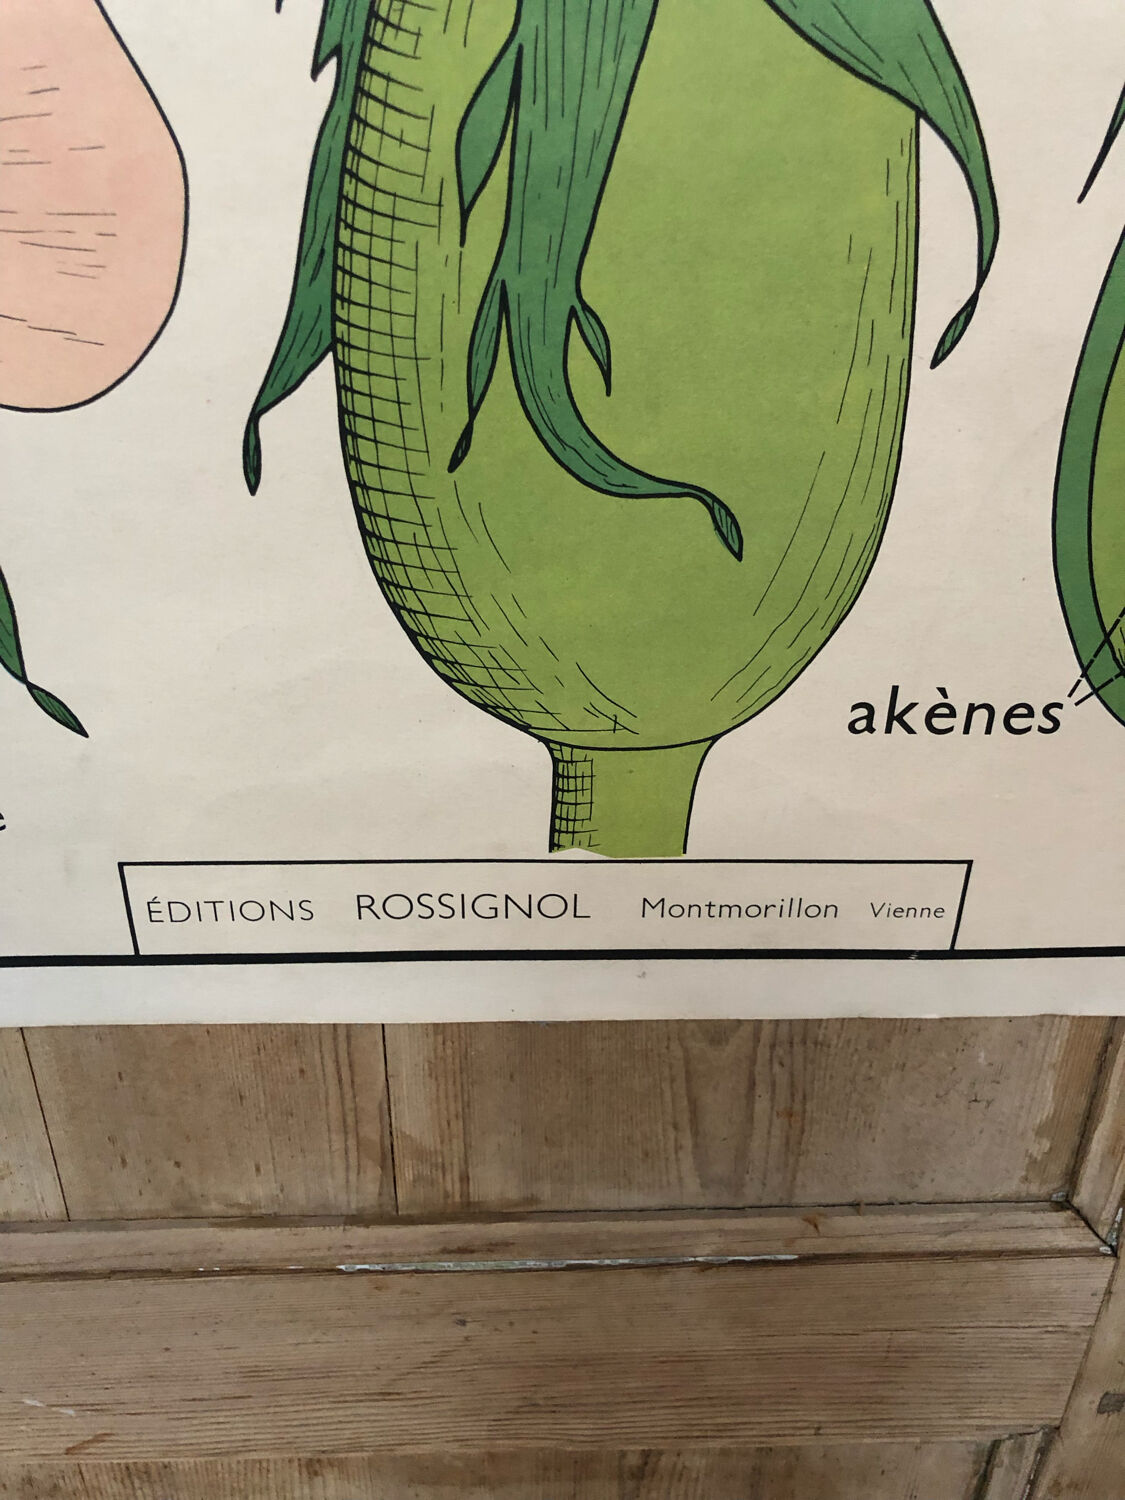 akènes
e
ÉDITIONS ROSSIGNOL Montmorillon Vienne